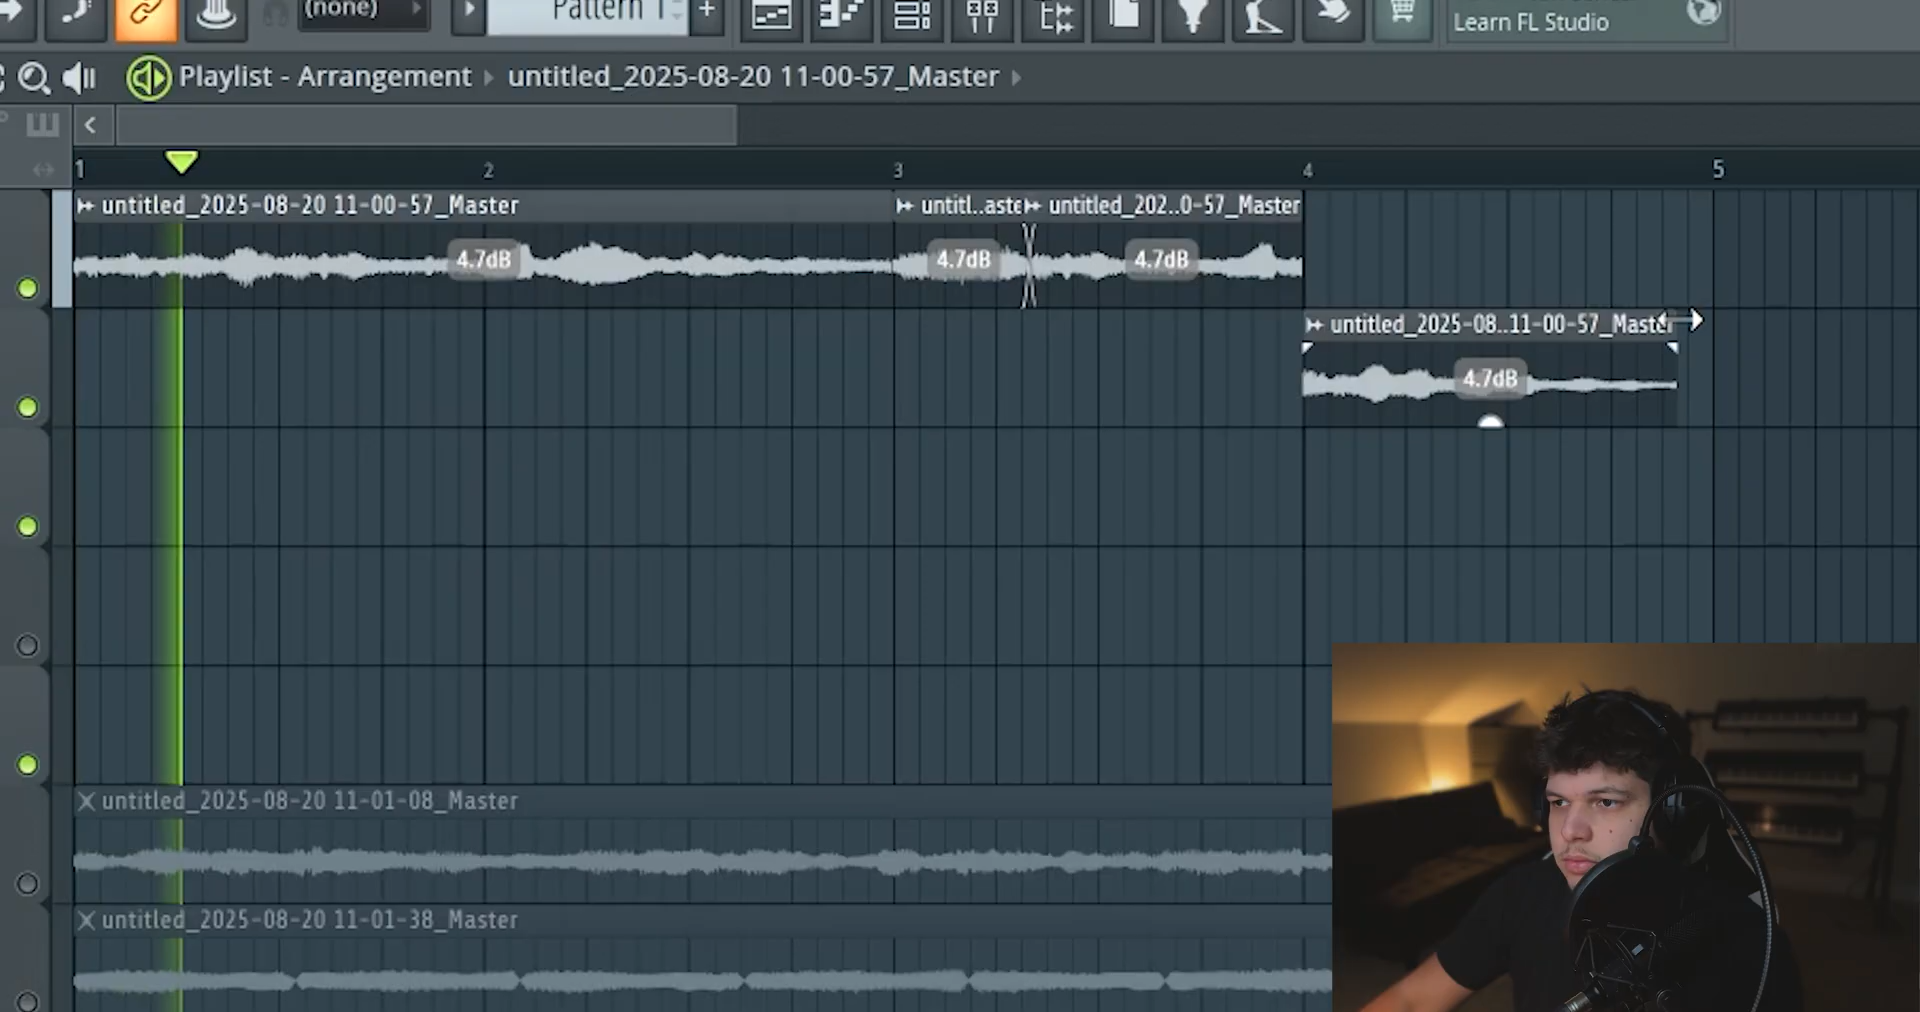 (none)
Pattern 1
+
Learn FL Studio
Playlist - Arrangement
untitled_2025-08-20 11-00-57_Master
1
2
3
4
5
untitled_2025-08-20 11-00-57_Master
untitl..aste
untitled_202..0-57_Master
4.7dB
4.7dB
4.7dB
untitled_2025-08..11-00-57_Master
4.7dB
untitled_2025-08-20 11-01-08_Master
untitled_2025-08-20 11-01-38_Master